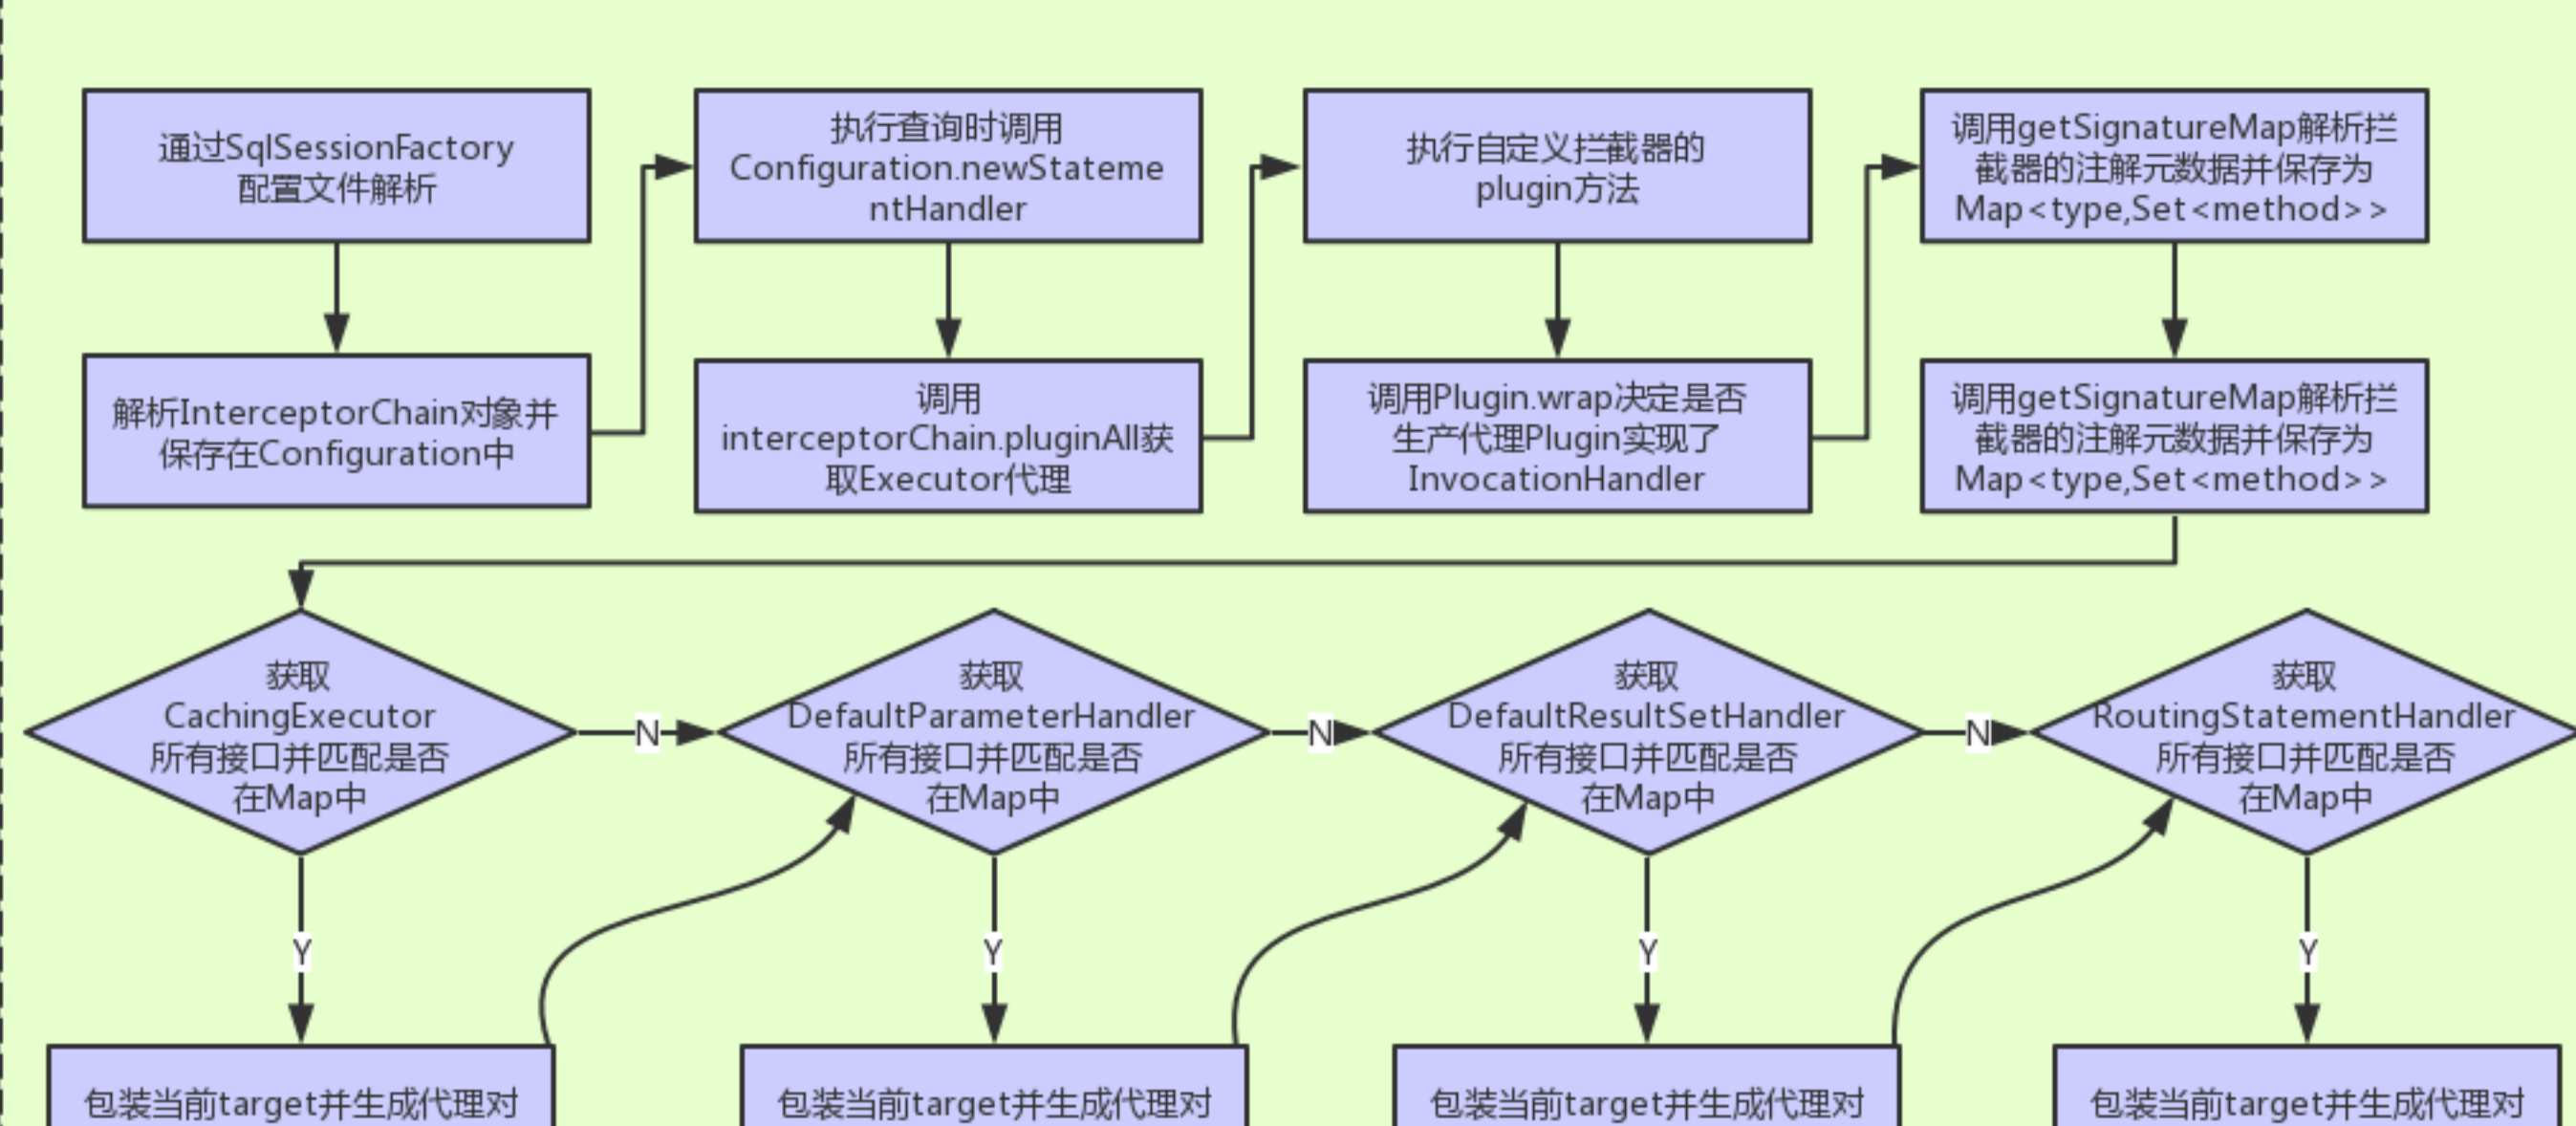 通过SqlSessionFactory
配置文件解析
执行查询时调用
Configuration.newStateme
ntHandler
执行自定义拦截器的
plugin方法
调用getSignatureMap解析拦
截器的注解元数据并保存为
Map<type,Set<method>>
解析InterceptorChain对象并
保存在Configuration中
调用
interceptorChain.pluginAll获
取Executor代理
调用Plugin.wrap决定是否
生产代理Plugin实现了
InvocationHandler
调用getSignatureMap解析拦
截器的注解元数据并保存为
Map<type,Set<method>>
获取
CachingExecutor
所有接口并匹配是否
在Map中
N
获取
DefaultParameterHandler
所有接口并匹配是否
在Map中
N
获取
DefaultResultSetHandler
所有接口并匹配是否
在Map中
N
获取
RoutingStatementHandler
所有接口并匹配是否
在Map中
Y
Y
Y
Y
包装当前target并生成代理对
包装当前target并生成代理对
包装当前target并生成代理对
包装当前target并生成代理对